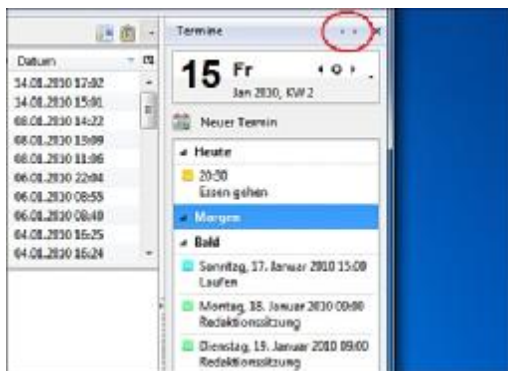 Termine
Datum
14.01.2010 17:02
14.01.2010 15:01
08.01.2010 14:22
08.01.2010 13:09
08.01.2010 11:06
06.01.2010 22:04
06.01.2010 08:55
06.01.2010 08:40
04.01.2010 16:25
04.01.2010 16:24
15 Fr
Jan 2010, KW 2
Neuer Termin
Heute
20:30
Essen gehen
Morgen
Bald
Sonntag, 17. Januar 2010 15:00
Laufen
Montag, 18. Januar 2010 09:00
Redaktionssitzung
Dienstag, 19. Januar 2010 09:00
Redaktionssitzung